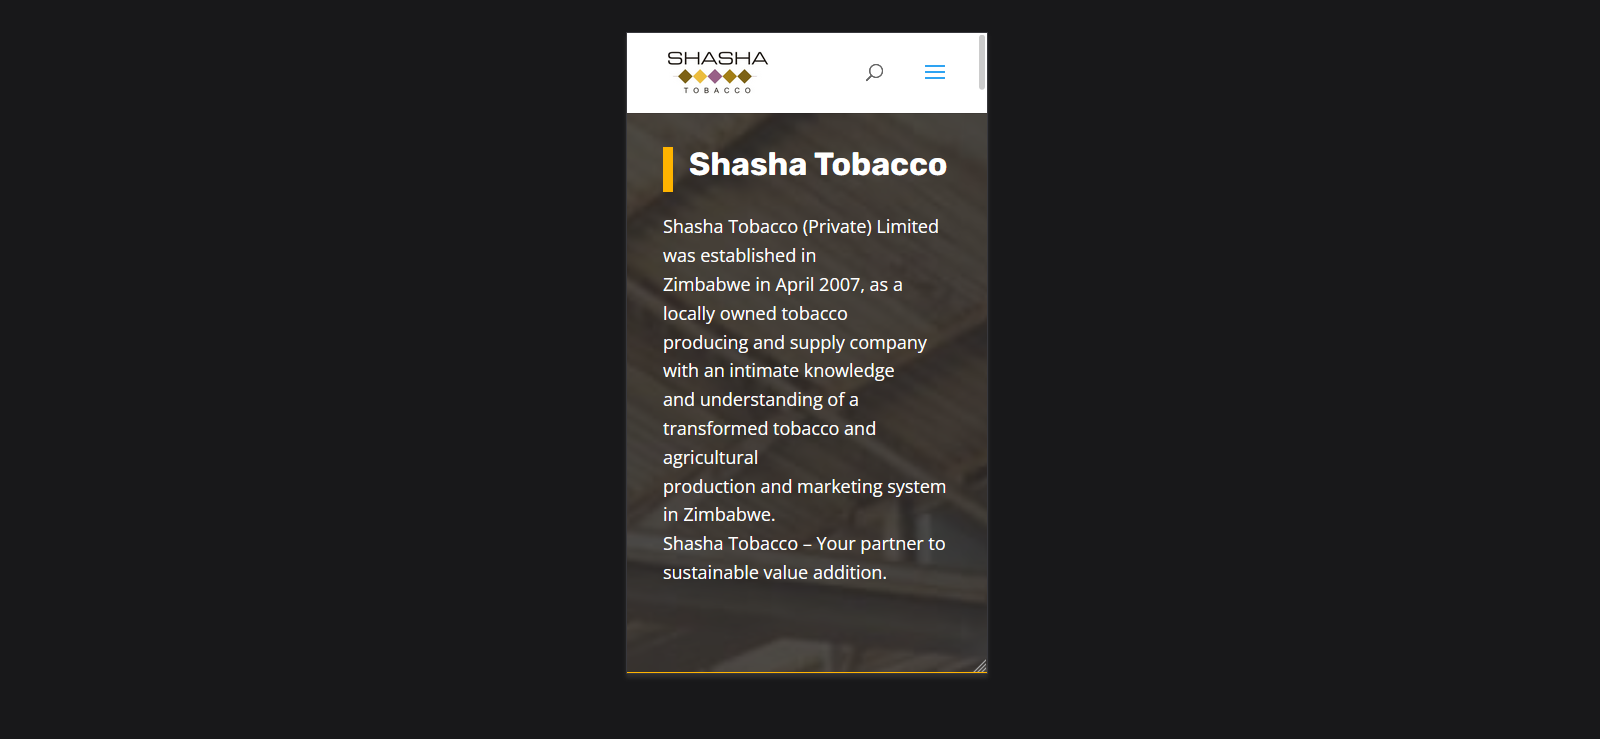 SHASHA
TOBACCO
Shasha Tobacco
Shasha Tobacco (Private) Limited
was established in
Zimbabwe in April 2007, as a
locally owned tobacco
producing and supply company
with an intimate knowledge
and understanding of a
transformed tobacco and
agricultural
production and marketing system
in Zimbabwe.
Shasha Tobacco – Your partner to
sustainable value addition.